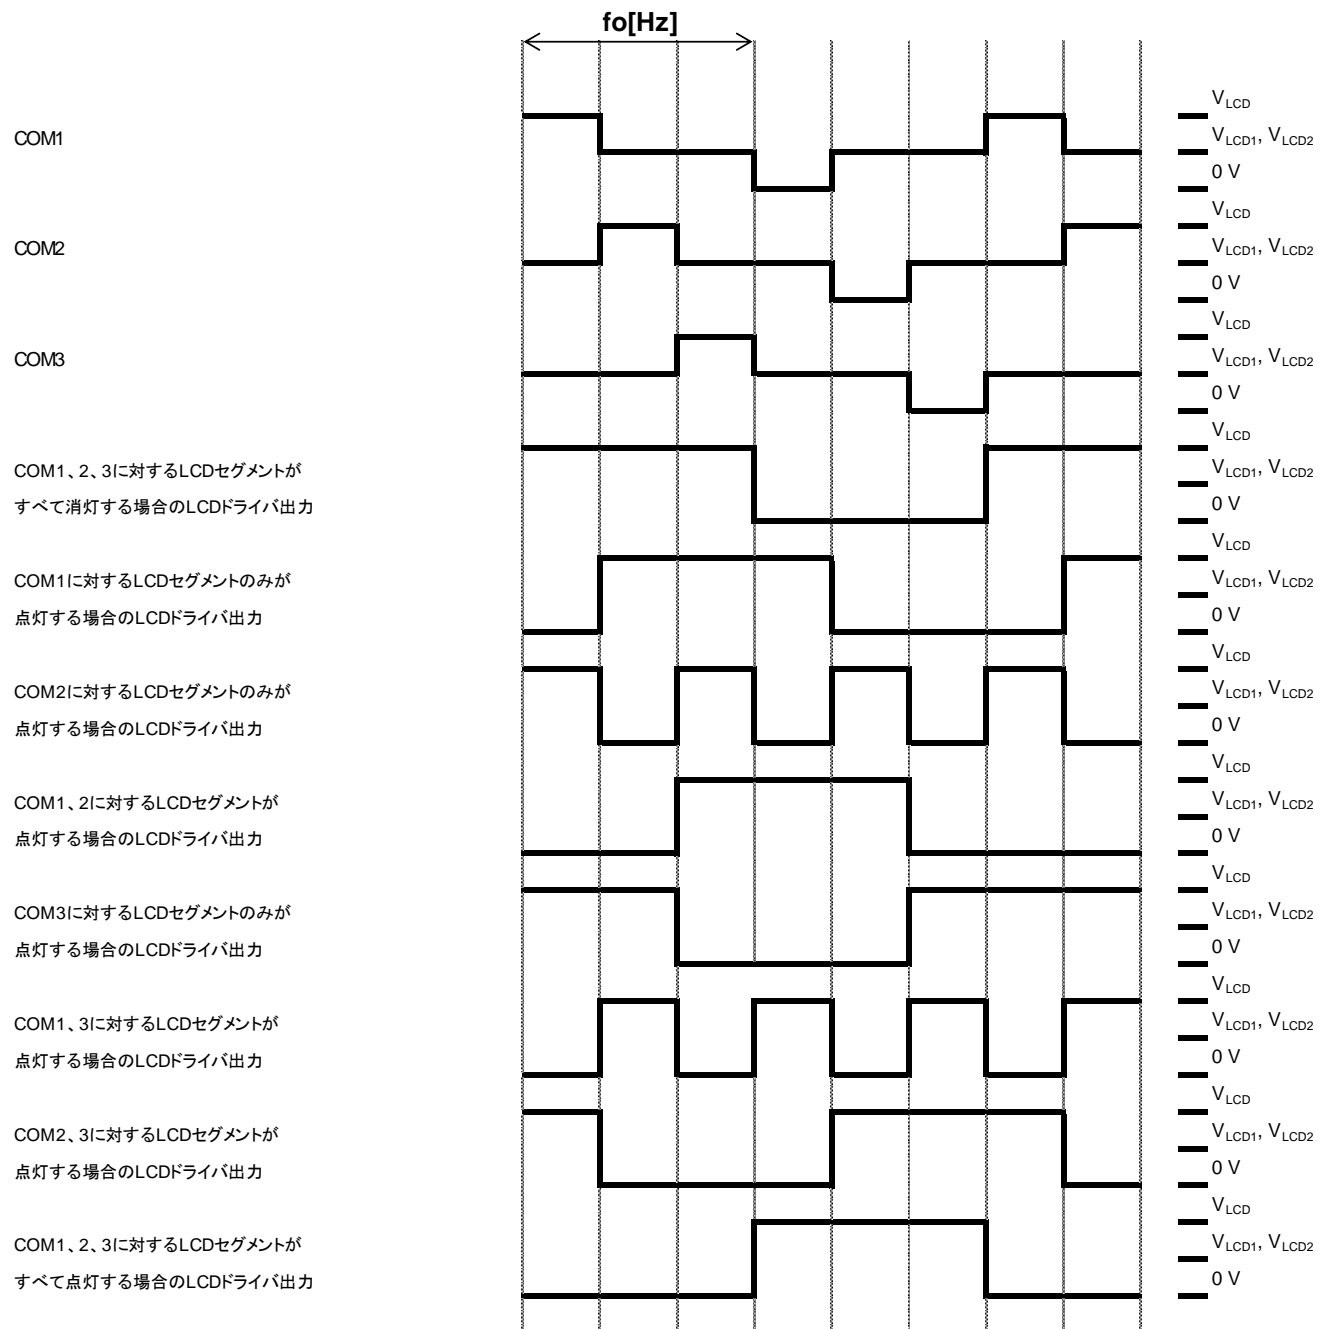 fo[Hz]
COM1
VLCD
VLCD1, VLCD2
0 V
COM2
VLCD
VLCD1, VLCD2
0 V
COM3
VLCD
VLCD1, VLCD2
0 V
COM1、2、3に対するLCDセグメントが
すべて消灯する場合のLCDドライバ出力
VLCD
VLCD1, VLCD2
0 V
COM1に対するLCDセグメントのみが
点灯する場合のLCDドライバ出力
VLCD
VLCD1, VLCD2
0 V
COM2に対するLCDセグメントのみが
点灯する場合のLCDドライバ出力
VLCD
VLCD1, VLCD2
0 V
COM1、2に対するLCDセグメントが
点灯する場合のLCDドライバ出力
VLCD
VLCD1, VLCD2
0 V
COM3に対するLCDセグメントのみが
点灯する場合のLCDドライバ出力
VLCD
VLCD1, VLCD2
0 V
COM1、3に対するLCDセグメントが
点灯する場合のLCDドライバ出力
VLCD
VLCD1, VLCD2
0 V
COM2、3に対するLCDセグメントが
点灯する場合のLCDドライバ出力
VLCD
VLCD1, VLCD2
0 V
COM1、2、3に対するLCDセグメントが
すべて点灯する場合のLCDドライバ出力
VLCD
VLCD1, VLCD2
0 V